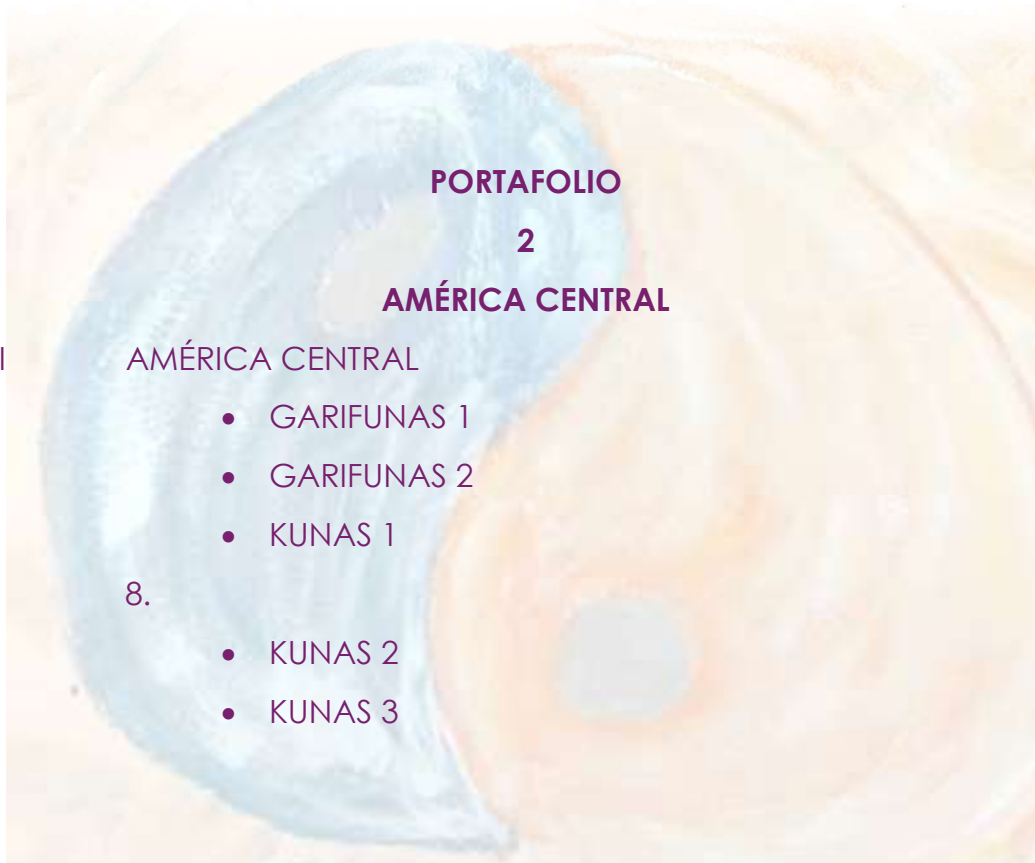 PORTAFOLIO
2
AMÉRICA CENTRAL
I AMÉRICA CENTRAL
• GARIFUNAS 1
• GARIFUNAS 2
• KUNAS 1
8.
• KUNAS 2
• KUNAS 3